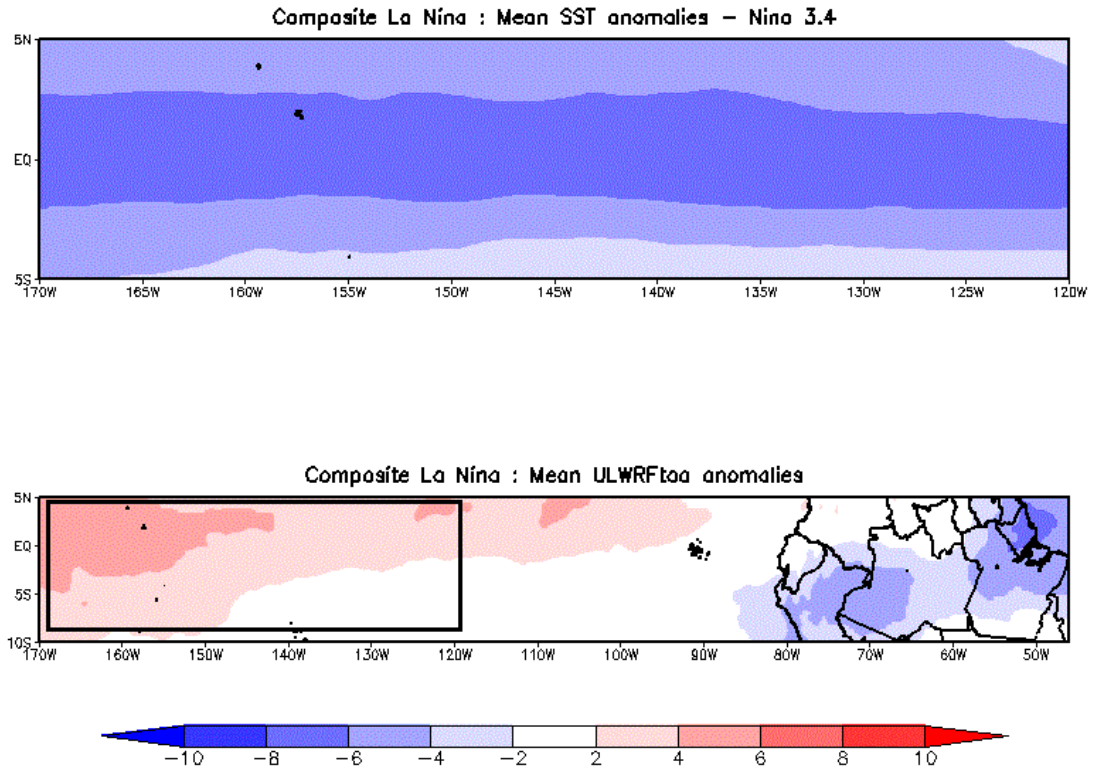 Composite La Nina : Mean SST anomalies - Nino 3.4
5N
EQ
5S
170W 165W 160W 155W 150W 145W 140W 135W 130W 125W 120W
Composite La Nina : Mean ULWRFtoa anomalies
5N
EQ
5S
10S
170W 160W 150W 140W 130W 120W 110W 100W 90W 80W 70W 60W 50W
-10 -8 -6 -4 -2 2 4 6 8 10